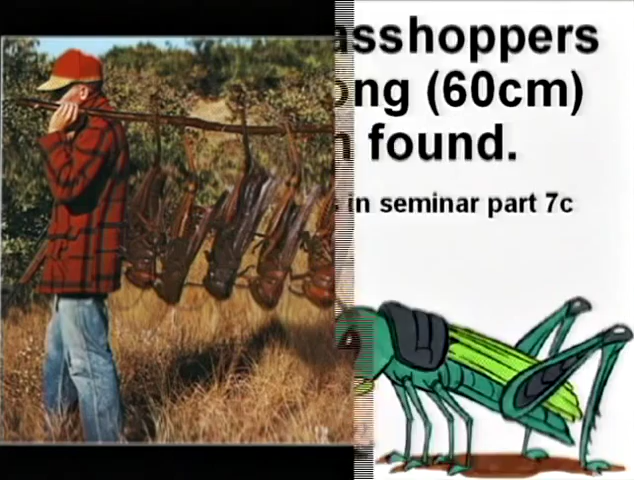 asshoppers
ong (60cm)
found.
in seminar part 7c